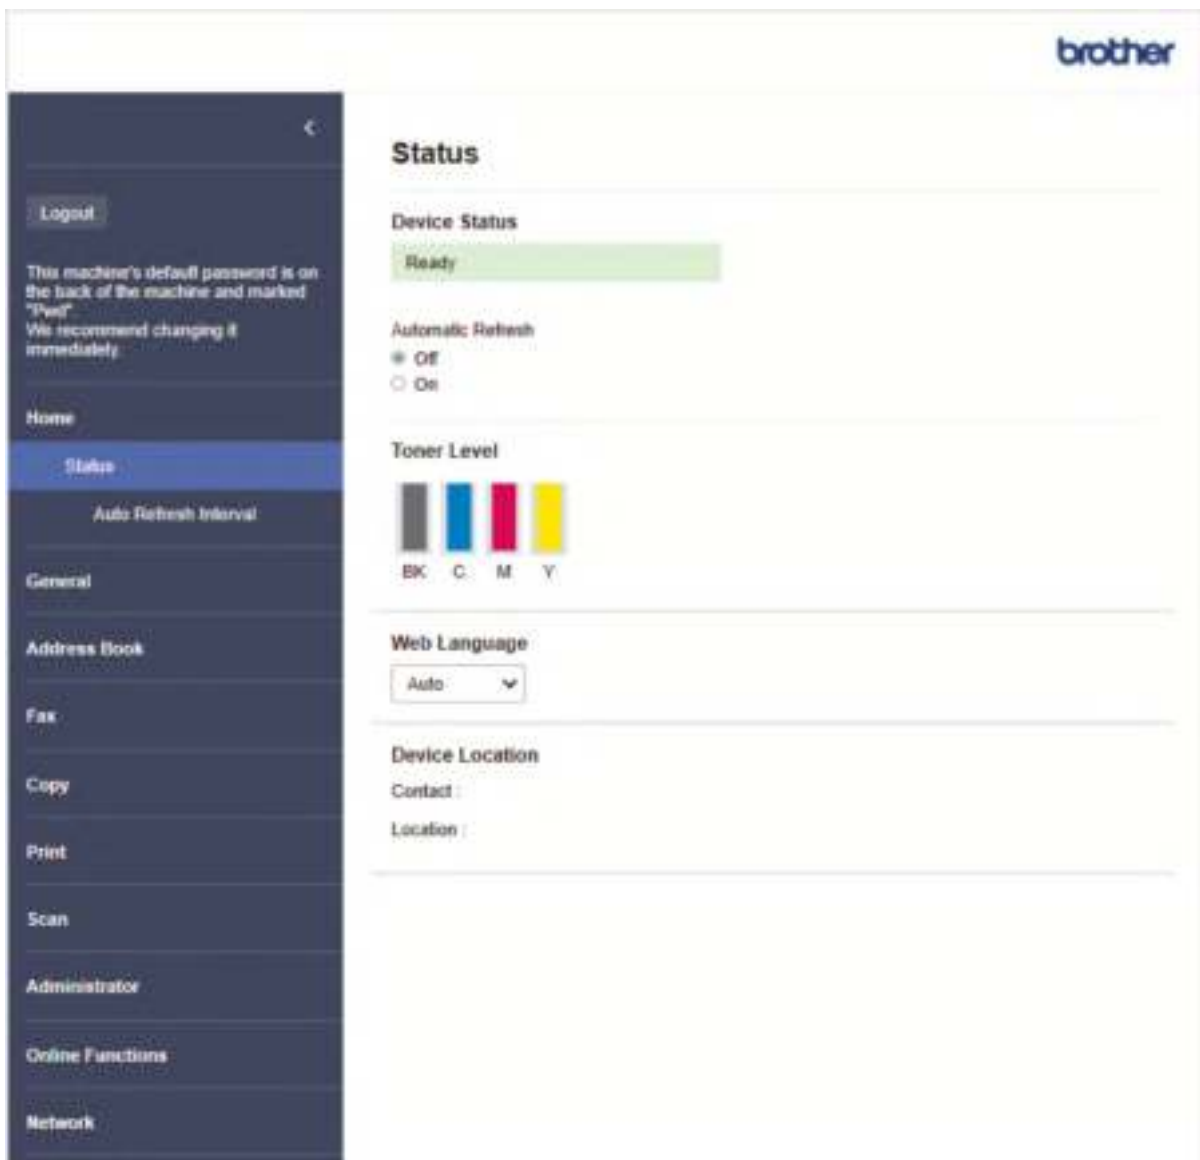 brother
Logout
This machine's default password is on
the back of the machine and marked
"Pwd".
We recommend changing it
immediately.
Home
Status
Auto Refresh Interval
General
Address Book
Fax
Copy
Print
Scan
Administrator
Online Functions
Network
Status
Device Status
Ready
Automatic Refresh
Off
On
Toner Level
BK C M Y
Web Language
Auto
Device Location
Contact :
Location :